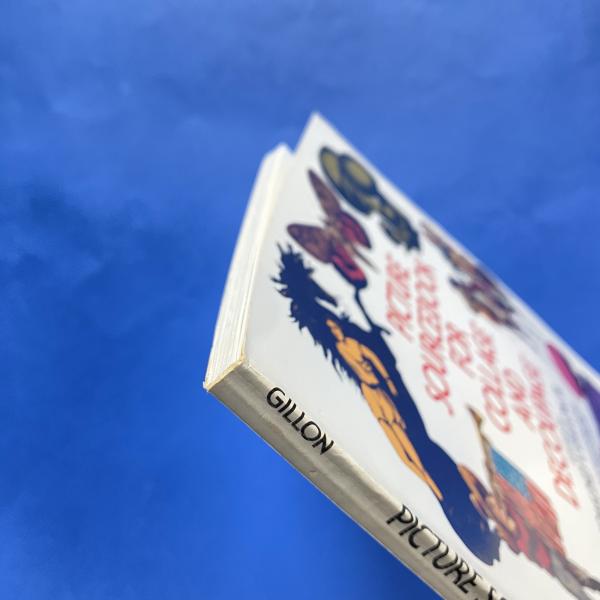 PICTURE
SOURCEBOOK
FOR
COLLAGE
AND
DECOUPAGE
GILLON
PICTURE